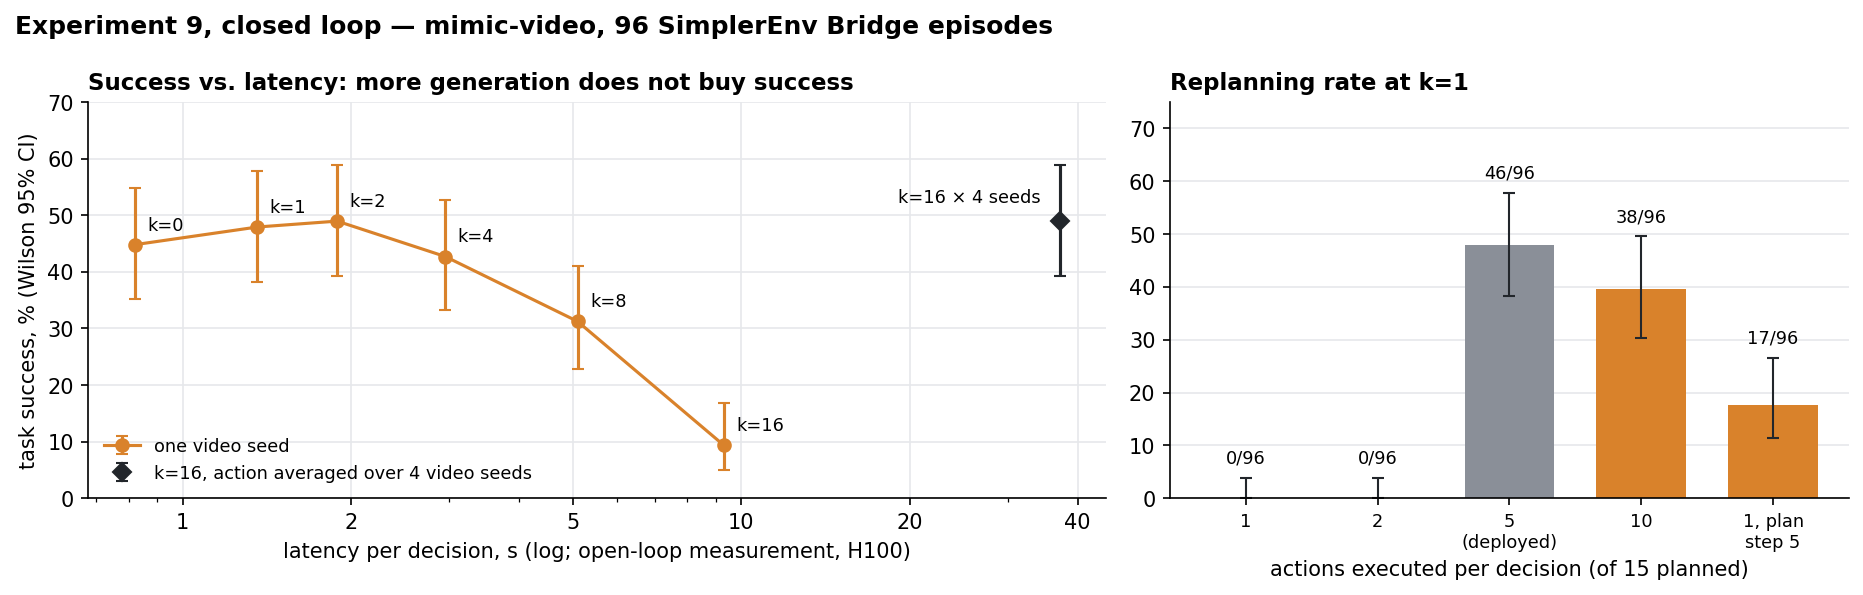 Experiment 9, closed loop — mimic-video, 96 SimplerEnv Bridge episodes
Success vs. latency: more generation does not buy success
task success, % (Wilson 95% CI)
70
60
50
40
30
20
10
0
k=0
k=1
k=2
k=4
k=8
k=16
k=16 × 4 seeds
one video seed
k=16, action averaged over 4 video seeds
1
2
5
10
20
40
latency per decision, s (log; open-loop measurement, H100)
Replanning rate at k=1
70
60
50
40
30
20
10
0
0/96
0/96
46/96
38/96
17/96
1
2
5
(deployed)
10
1, plan
step 5
actions executed per decision (of 15 planned)